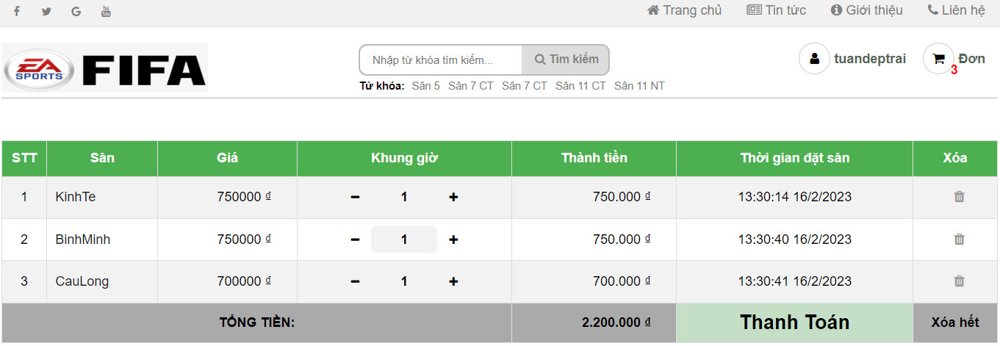 Trang chủ Tin tức Giới thiệu Liên hệ
You Tube
EA SPORTS FIFA
Nhập từ khóa tìm kiếm... Tìm kiếm
tuandeptrai
Đơn
3
Từ khóa: Sân 5 Sân 7 CT Sân 7 CT Sân 11 CT Sân 11 NT
STT Sân Giá Khung giờ Thành tiền Thời gian đặt sân Xóa
1 KinhTe 750000 ₫ − 1 + 750.000 ₫ 13:30:14 16/2/2023
2 BinhMinh 750000 ₫ − 1 + 750.000 ₫ 13:30:40 16/2/2023
3 CauLong 700000 ₫ − 1 + 700.000 ₫ 13:30:41 16/2/2023
TỔNG TIỀN: 2.200.000 ₫ Thanh Toán Xóa hết